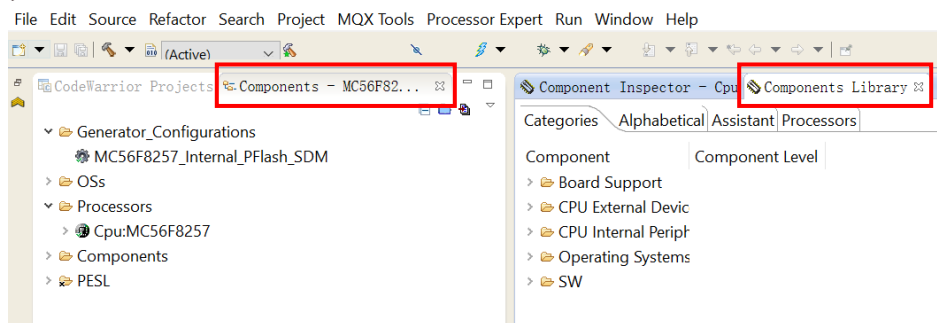 File Edit Source Refactor Search Project MQX Tools Processor Expert Run Window Help
(Active)
CodeWarrior Projects Components - MC56F82...
Generator_Configurations
MC56F8257_Internal_PFlash_SDM
OSs
Processors
Cpu:MC56F8257
Components
PESL
Component Inspector - Cpu Components Library
Categories Alphabetical Assistant Processors
Component Component Level
Board Support
CPU External Devic
CPU Internal Periph
Operating Systems
SW